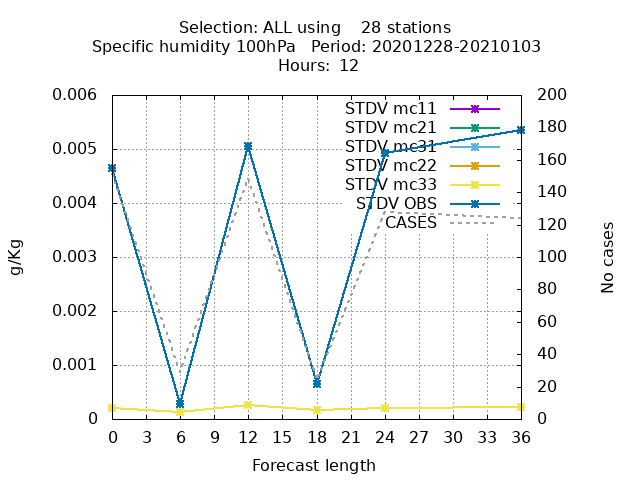 Selection: ALL using    28 stations
Specific humidity 100hPa   Period: 20201228-20210103
Hours:  12
0.006
0.005
0.004
0.003
0.002
0.001
0
g/Kg
STDV mc11
STDV mc21
STDV mc31
STDV mc22
STDV mc33
STDV OBS
CASES
200
180
160
140
120
100
80
60
40
20
0
No cases
0 3 6 9 12 15 18 21 24 27 30 33 36
Forecast length